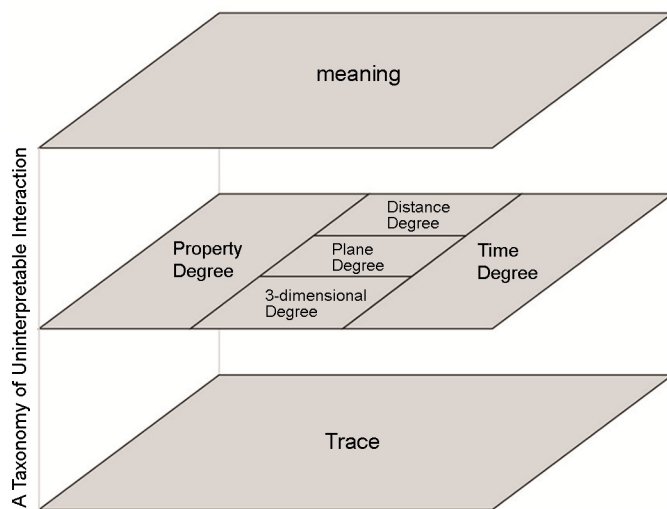 meaning
Distance
Degree
Property
Degree
Plane
Degree
Time
Degree
3-dimensional
Degree
Trace
A Taxonomy of Uninterpretable Interaction